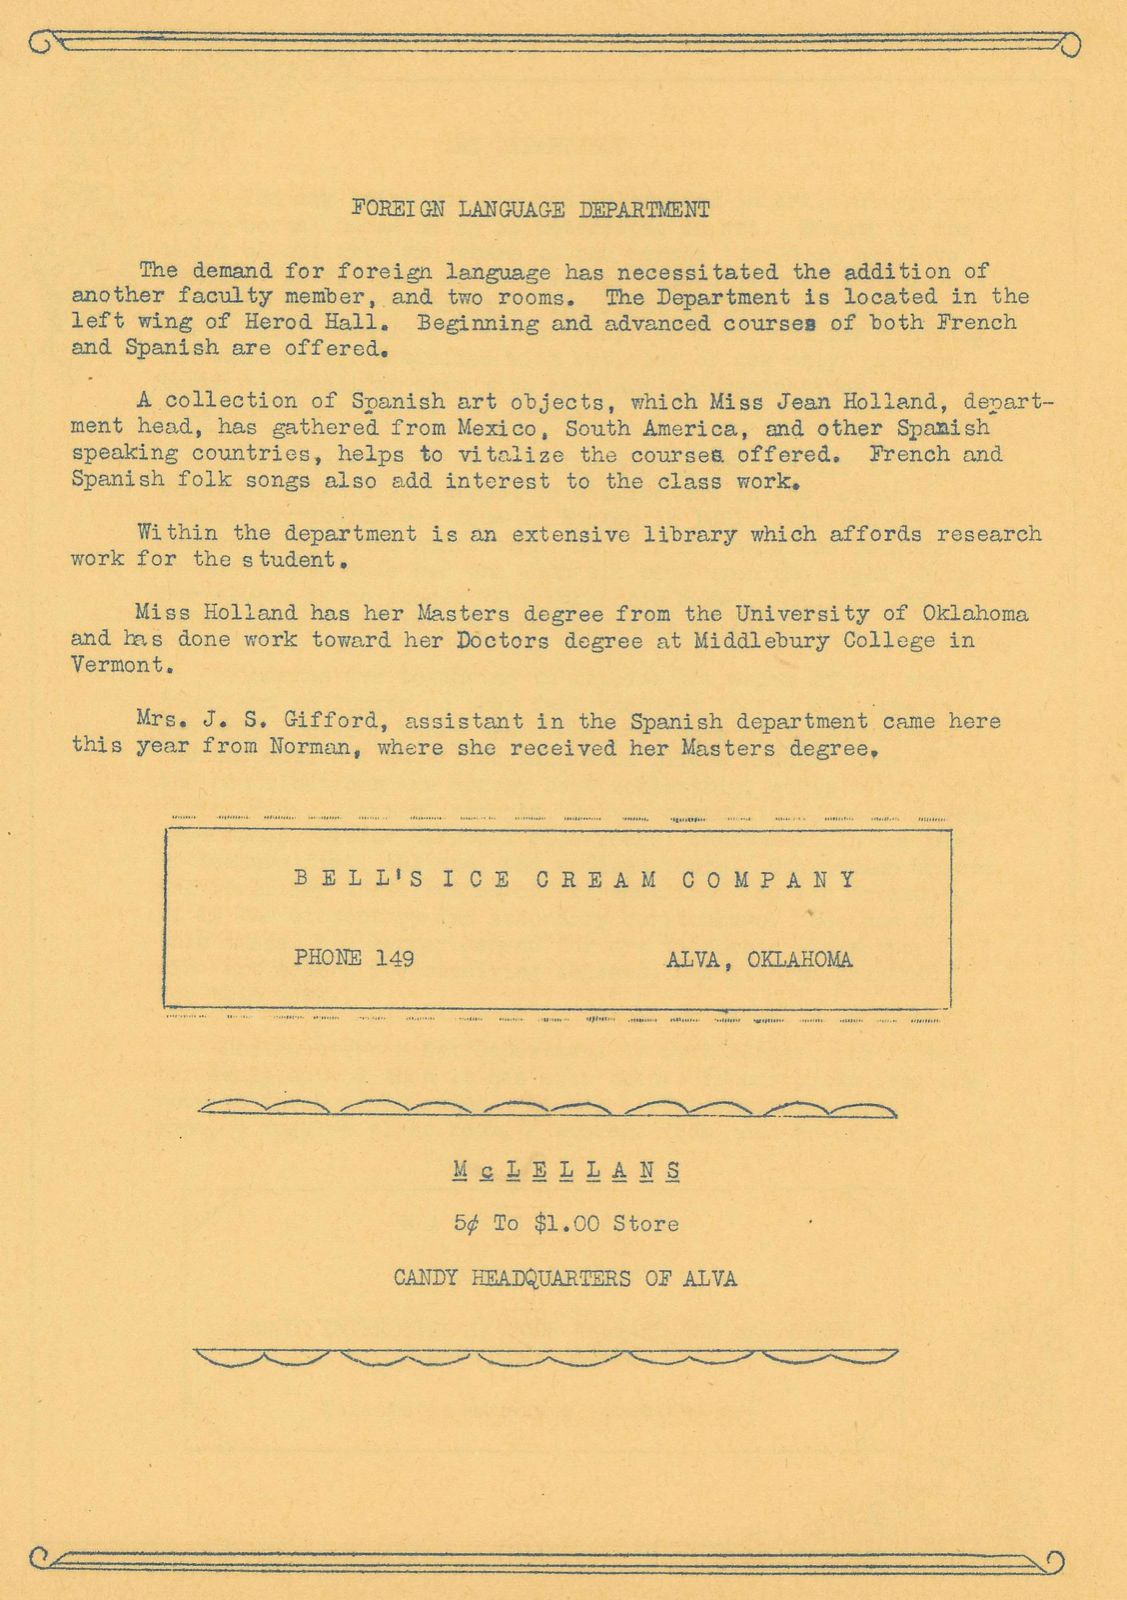 FOREIGN LANGUAGE DEPARTMENT
The demand for foreign language has necessitated the addition of
another faculty member, and two rooms. The Department is located in the
left wing of Herod Hall. Beginning and advanced courses of both French
and Spanish are offered.
A collection of Spanish art objects, which Miss Jean Holland, depart-
ment head, has gathered from Mexico, South America, and other Spanish
speaking countries, helps to vitalize the courses offered. French and
Spanish folk songs also add interest to the class work.
Within the department is an extensive library which affords research
work for the student.
Miss Holland has her Masters degree from the University of Oklahoma
and has done work toward her Doctors degree at Middlebury College in
Vermont.
Mrs. J. S. Gifford, assistant in the Spanish department came here
this year from Norman, where she received her Masters degree.
BELL'S ICE CREAM COMPANY
PHONE 149 ALVA, OKLAHOMA
McLELLANS
5¢ To $1.00 Store
CANDY HEADQUARTERS OF ALVA